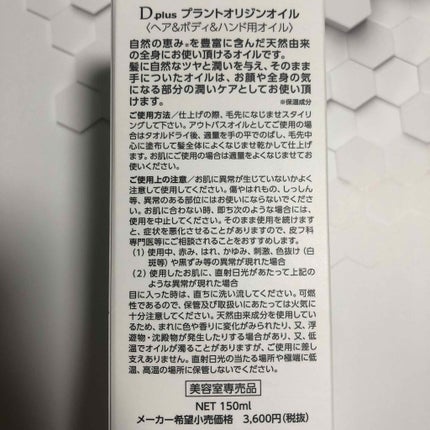 D.plus プラントオリジンオイル
〈ヘア&ボディ&ハンド用オイル〉
自然の恵み※を豊富に含んだ天然由来
の全身にお使い頂けるオイルです。
髪に自然なツヤと潤いを与え、そのまま
手についたオイルは、お顔や全身の気
になる部分の潤いケアとしてお使い頂
けます。 ※保湿成分
ご使用方法/仕上げの際、毛先になじませスタイリ
ングして下さい。アウトバスオイルとしてご使用の場合
はタオルドライ後、適量を手の平でのばし、毛先中
心に塗布して髪全体によくなじませ乾かして仕上げ
ます。お肌にご使用の場合は適量をよくなじませてお
使いください。
ご使用上の注意/お肌に異常が生じていないかよく
注意して使用してください。傷やはれもの、しっしん
等、異常のある部位にはお使いにならないでくださ
い。お肌に合わない時、即ち次のような場合には、
使用を中止してください。そのまま使用を続けます
と、症状を悪化させることがありますので、皮フ科
専門医等にご相談されることをおすすめします。
(1)使用中、赤み、はれ、かゆみ、刺激、色抜け(白
斑等)や黒ずみ等の異常が現れた場合
(2)使用したお肌に、直射日光があたって上記の
ような異常が現れた場合
目に入った時は、直ちに洗い流してください。可燃
性であるので、保管及び取扱いにあたっては火気に
十分注意してください。天然由来成分を使用してい
るため、まれに色や香りに変化がみられたり、又、浮
遊物・沈殿物が発生したりする場合があり、又、低
温でオイルが濁ることがありますが、ご使用に差し
支えありません。直射日光の当たる場所や極端に低
温、高温の場所に保管しないでください。
美容室専売品
NET 150ml
メーカー希望小売価格 3,600円(税抜)